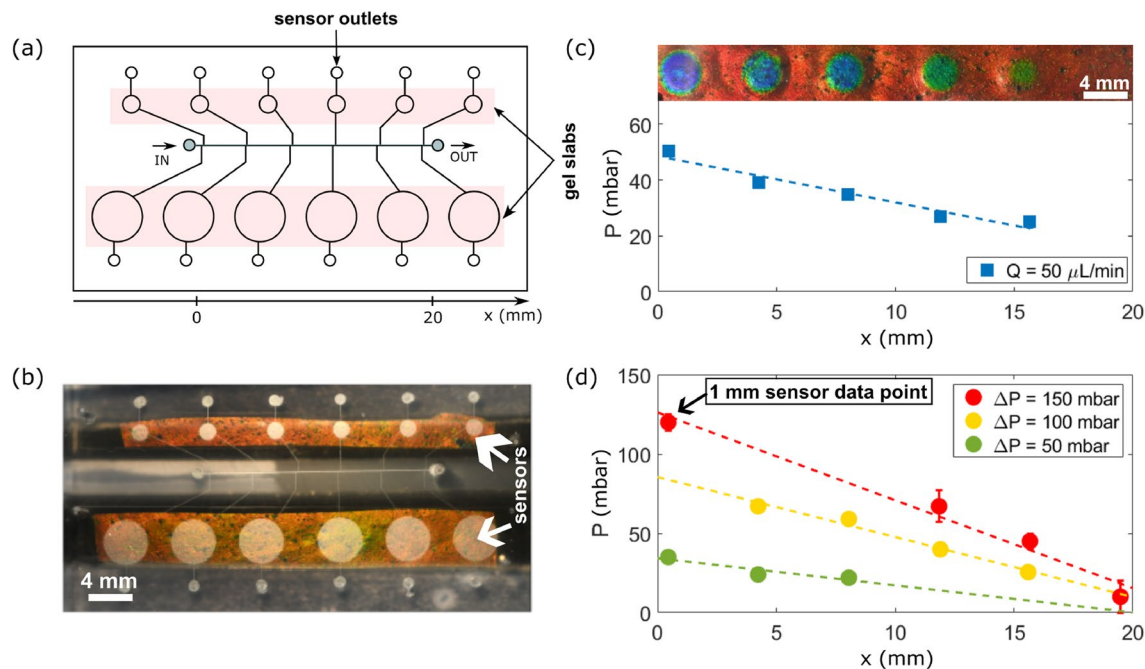 (a)
sensor outlets
IN
OUT
gel slabs
0
20
x (mm)
(b)
sensors
4 mm
(c)
4 mm
60
40
20
0
P (mbar)
Q = 50 μL/min
0
5
10
15
20
x (mm)
(d)
150
100
50
0
P (mbar)
1 mm sensor data point
ΔP = 150 mbar
ΔP = 100 mbar
ΔP = 50 mbar
0
5
10
15
20
x (mm)